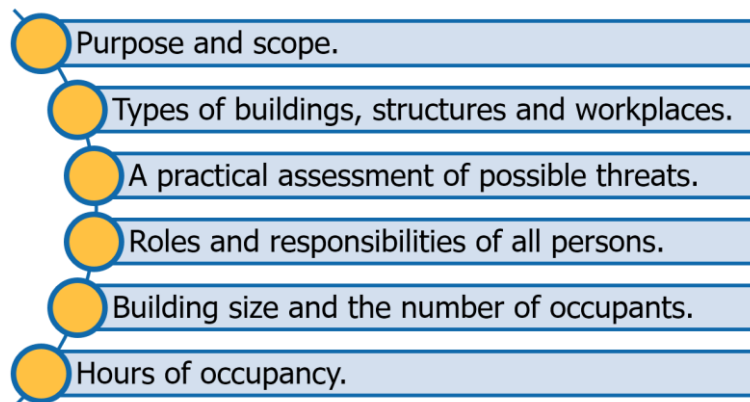 Purpose and scope.
Types of buildings, structures and workplaces.
A practical assessment of possible threats.
Roles and responsibilities of all persons.
Building size and the number of occupants.
Hours of occupancy.